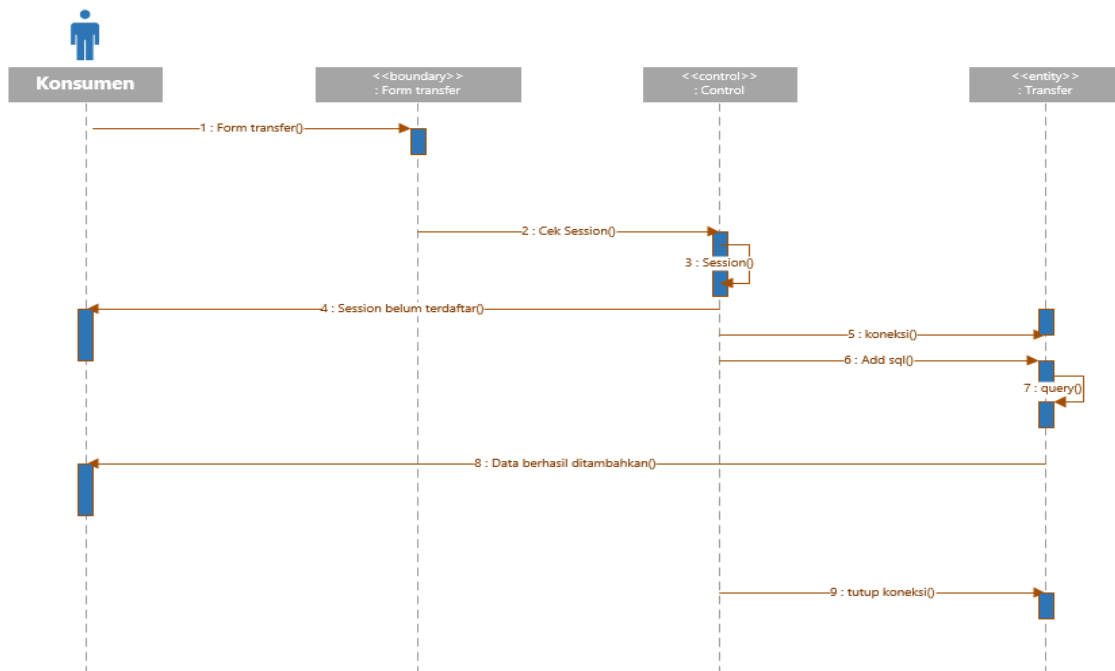 Konsumen
<<boundary>>
: Form transfer
<<control>>
: Control
<<entity>>
: Transfer
1 : Form transfer()
2 : Cek Session()
3 : Session()
4 : Session belum terdaftar()
5 : koneksi()
6 : Add sql()
7 : query()
8 : Data berhasil ditambahkan()
9 : tutup koneksi()